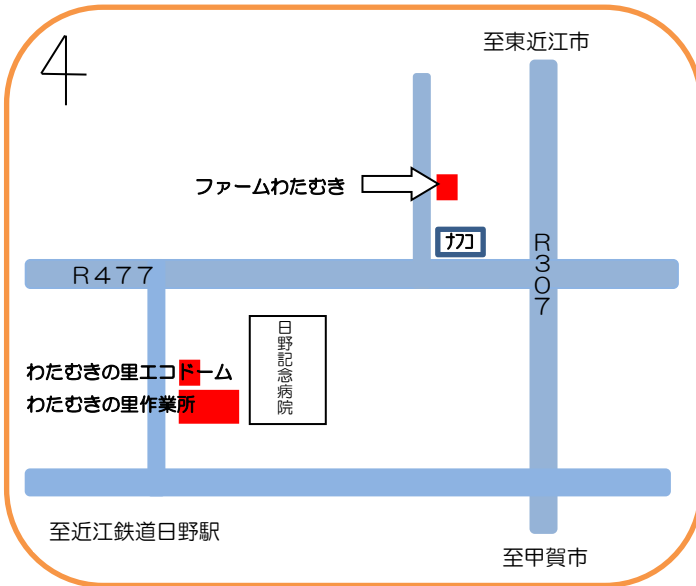 至東近江市
ファームわたむき
ナフコ
R477
R307
日野記念病院
わたむきの里エコドーム
わたむきの里作業所
至近江鉄道日野駅
至甲賀市